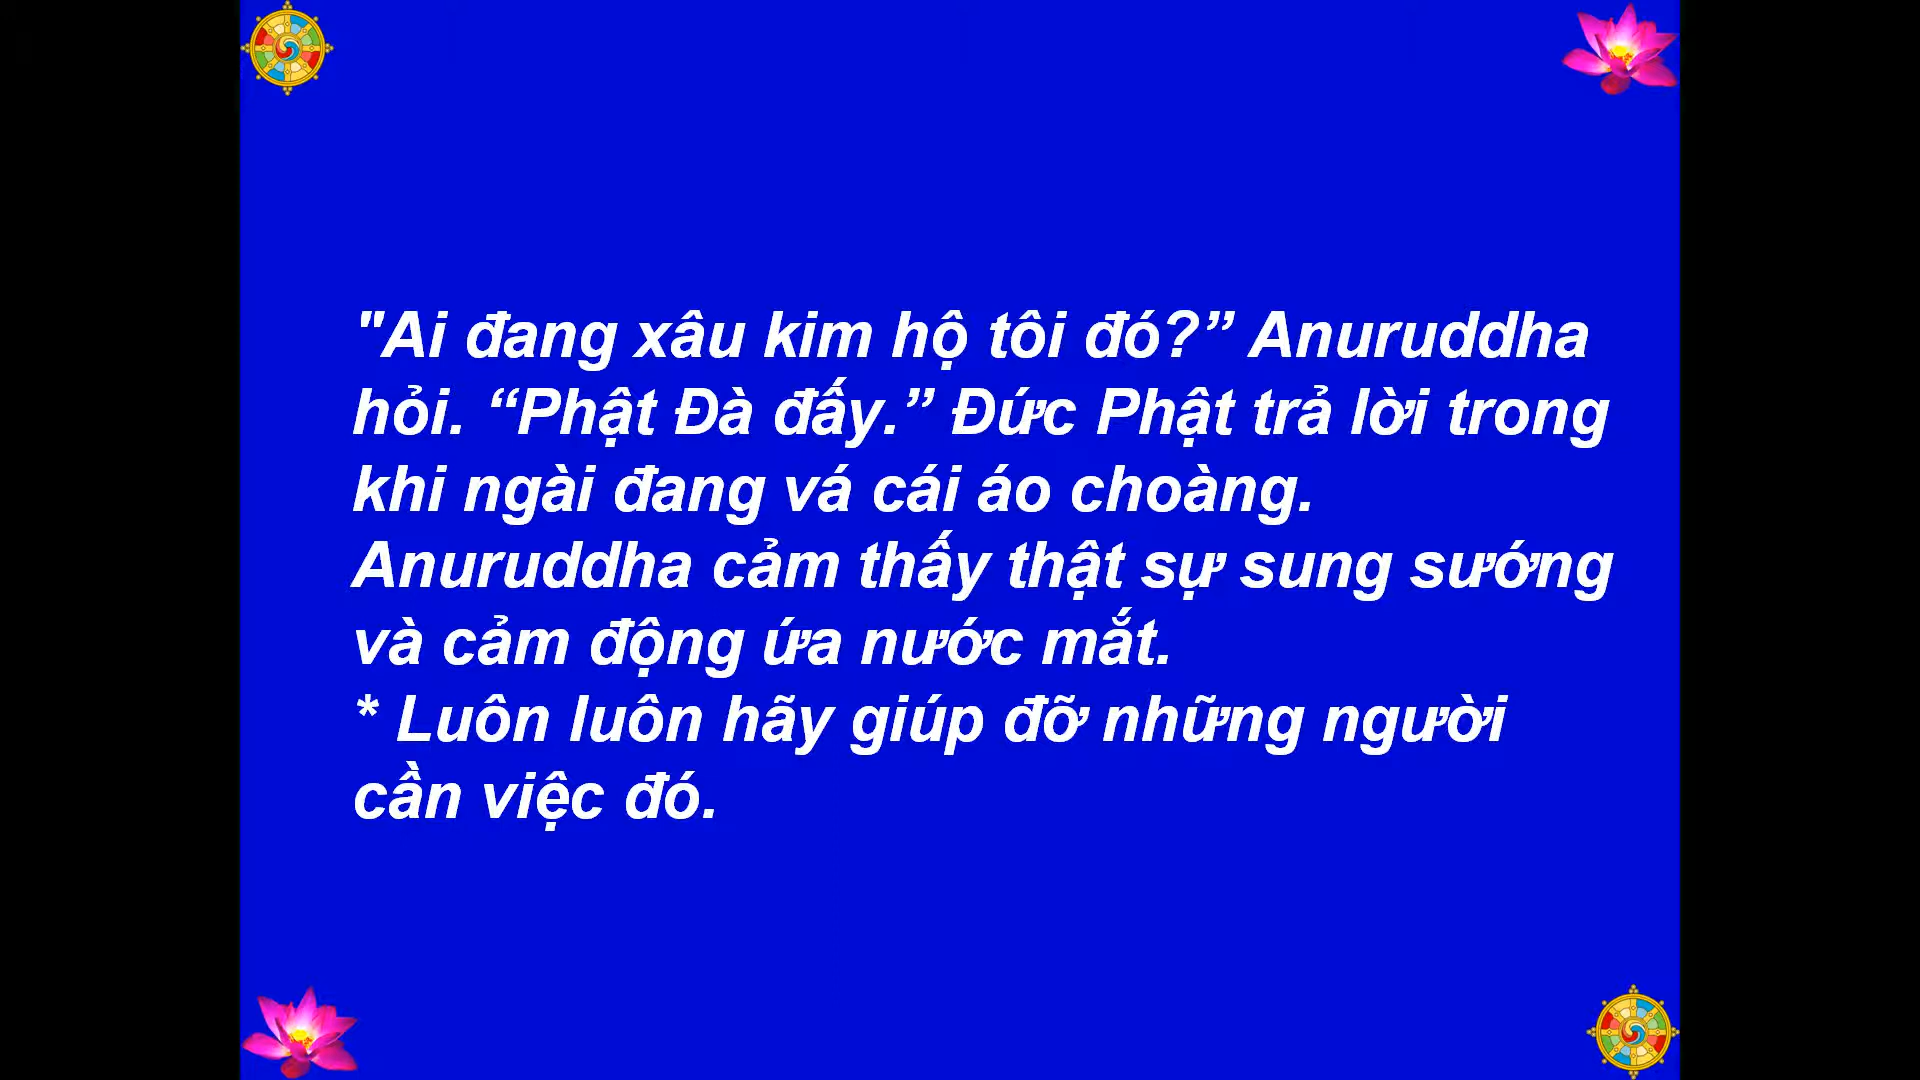 "Ai đang xâu kim hộ tôi đó?” Anuruddha
hỏi. “Phật Đà đấy.” Đức Phật trả lời trong
khi ngài đang vá cái áo choàng.
Anuruddha cảm thấy thật sự sung sướng
và cảm động ứa nước mắt.
* Luôn luôn hãy giúp đỡ những người
cần việc đó.